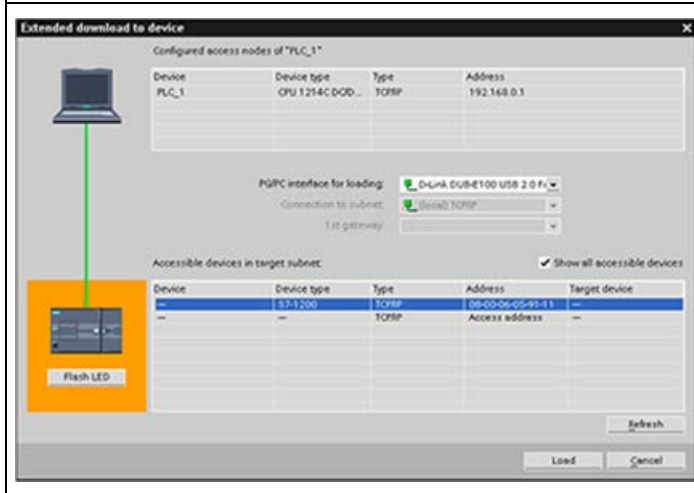 Extended download to device
Configured access nodes of "PLC_1"
Device Device type Type Address
PLC_1 CPU 1214C DC/D... TCP/IP 192.168.0.1
PG/PC interface for loading: D-Link DUB-E100 USB 2.0 Fa
Connection to subnet: (local) TCP/IP
1st gateway:
Accessible devices in target subnet: Show all accessible devices
Device Device type Type Address Target device
— S7-1200 TCP/IP 08-00-06-05-95-11 —
— — TCP/IP Access address —
Flash LED
Refresh
Load Cancel